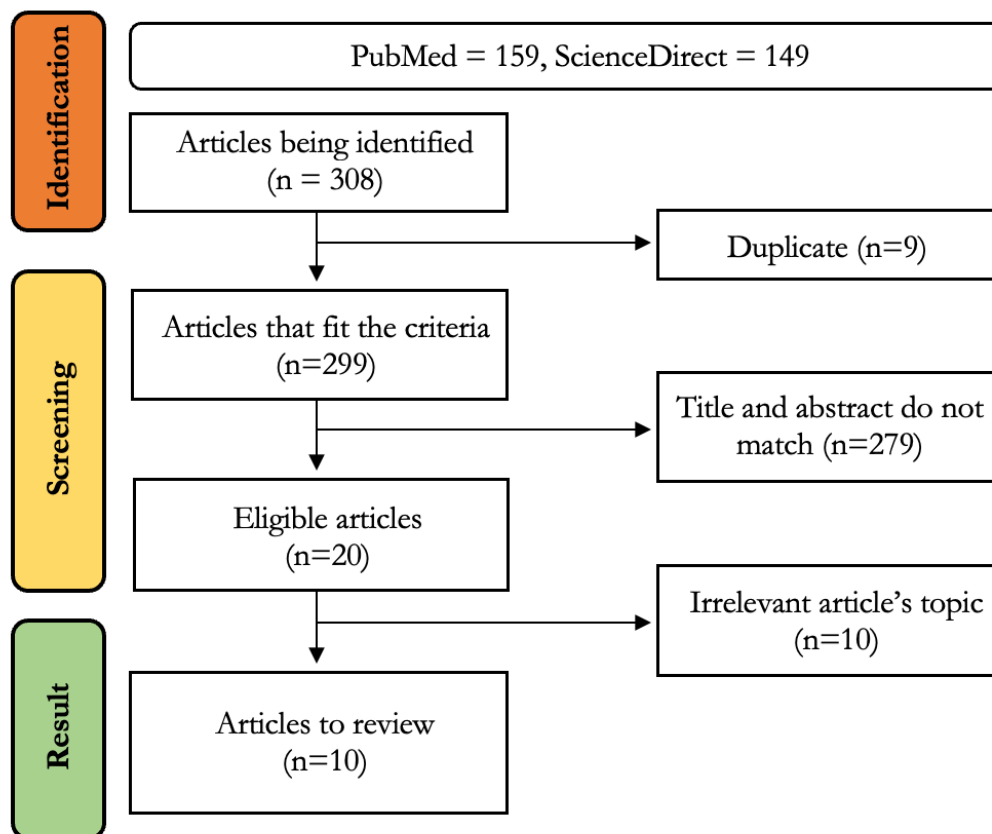 Identification
PubMed = 159, ScienceDirect = 149
Articles being identified
(n = 308)
Duplicate (n=9)
Screening
Articles that fit the criteria
(n=299)
Title and abstract do not
match (n=279)
Eligible articles
(n=20)
Irrelevant article’s topic
(n=10)
Result
Articles to review
(n=10)